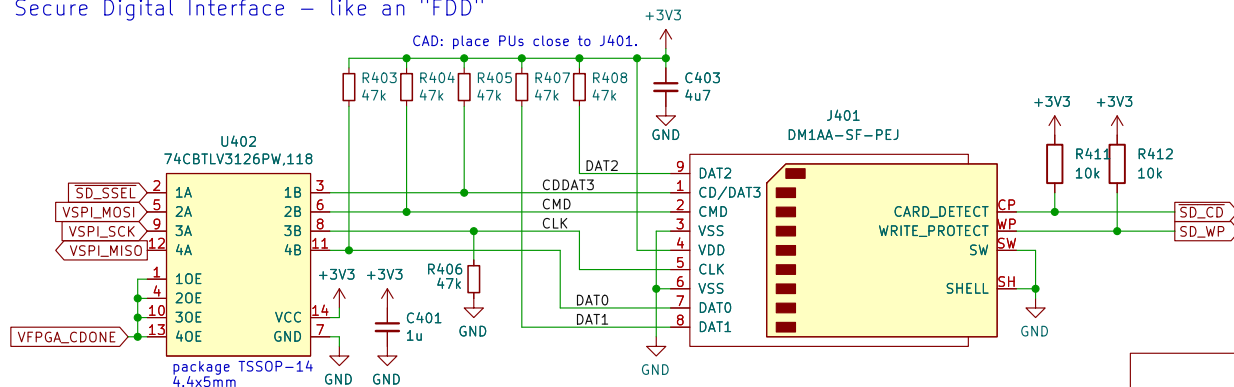 Secure Digital Interface – like an "FDD"
+3V3
CAD: place PUs close to J401.
R403
47k
R404
47k
R405
47k
R407
47k
R408
47k
C403
4u7
GND
J401
DM1AA-SF-PEJ
+3V3
+3V3
R411
10k
R412
10k
U402
74CBTLV3126PW,118
SD_SSEL 2 1A 1B 3 CDDAT3
VSPI_MOSI 5 2A 2B 6 CMD
VSPI_SCK 9 3A 3B 8 CLK
VSPI_MISO 12 4A 4B 11
1 1OE
4 2OE
10 3OE VCC 14
VFPGA_CDONE 13 4OE GND 7
package TSSOP-14
4.4x5mm
+3V3
GND
+3V3
C401
1u
GND
R406
47k
GND
DAT2 9 DAT2
1 CD/DAT3
2 CMD
3 VSS
4 VDD
5 CLK
6 VSS
DAT0 7 DAT0
DAT1 8 DAT1
GND
CARD_DETECT CP SD_CD
WRITE_PROTECT WP SD_WP
SW SW
SHELL SH
GND